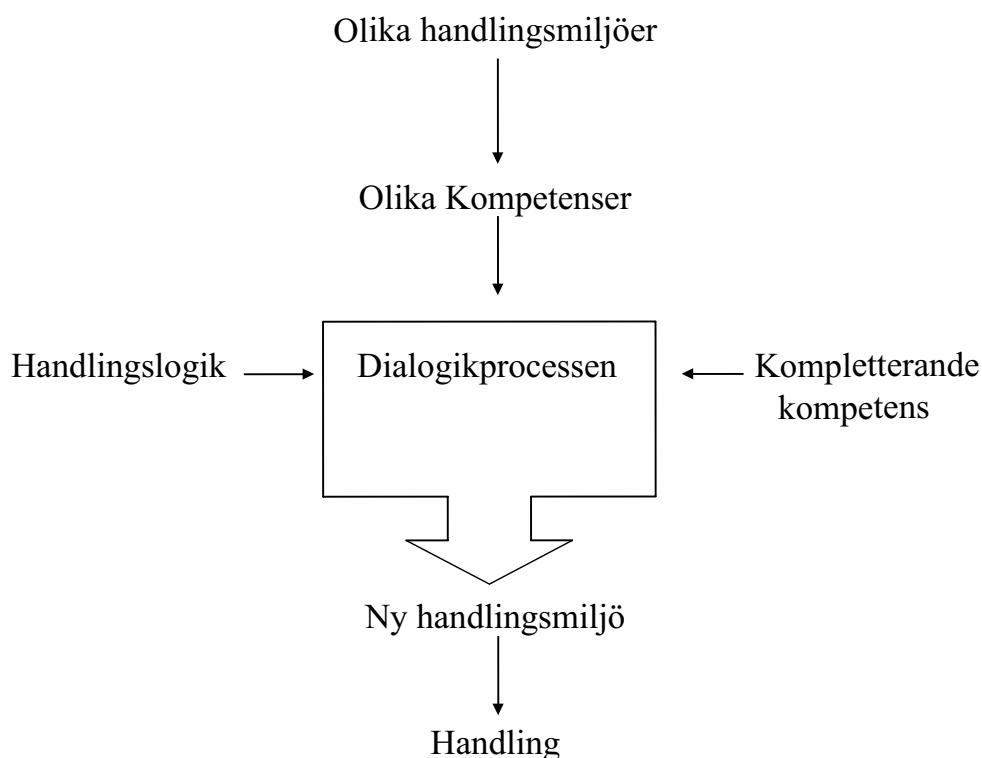 Olika handlingsmiljöer
Olika Kompetenser
Handlingslogik
Dialogikprocessen
Kompletterande
kompetens
Ny handlingsmiljö
Handling